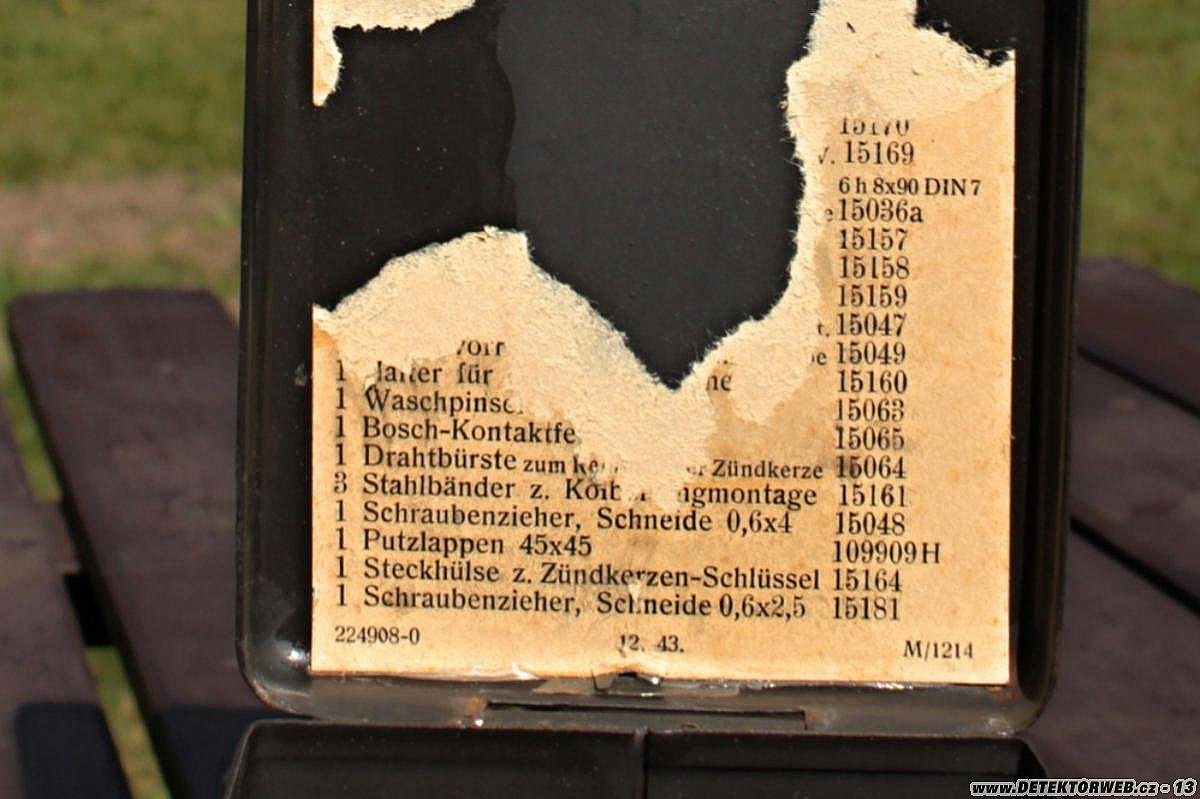 15170
15169
6 h 8x90 DIN 7
15036a
15157
15158
15159
15047
15049
1 für 15160
1 15063
1 Bosch-Kontaktfe 15065
1 Drahtbürste zum Zündkerze 15064
3 Stahlbänder z. 15161
1 Schraubenzieher, Schneide 0,6x4 15048
1 Putzlappen 45x45 109909H
1 Steckhülse z. Zündkerzen-Schlüssel 15164
1 Schraubenzieher, Schneide 0,6x2,5 15181
224908-0 12. 43. M/1214
www.DETEKTORWEB.cz - 13